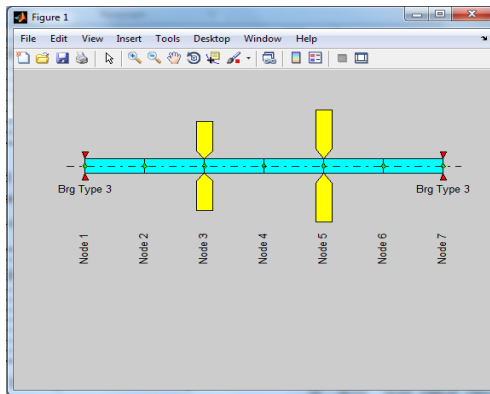 Figure 1
File Edit View Insert Tools Desktop Window Help
Brg Type 3 Brg Type 3
Node 1 Node 2 Node 3 Node 4 Node 5 Node 6 Node 7